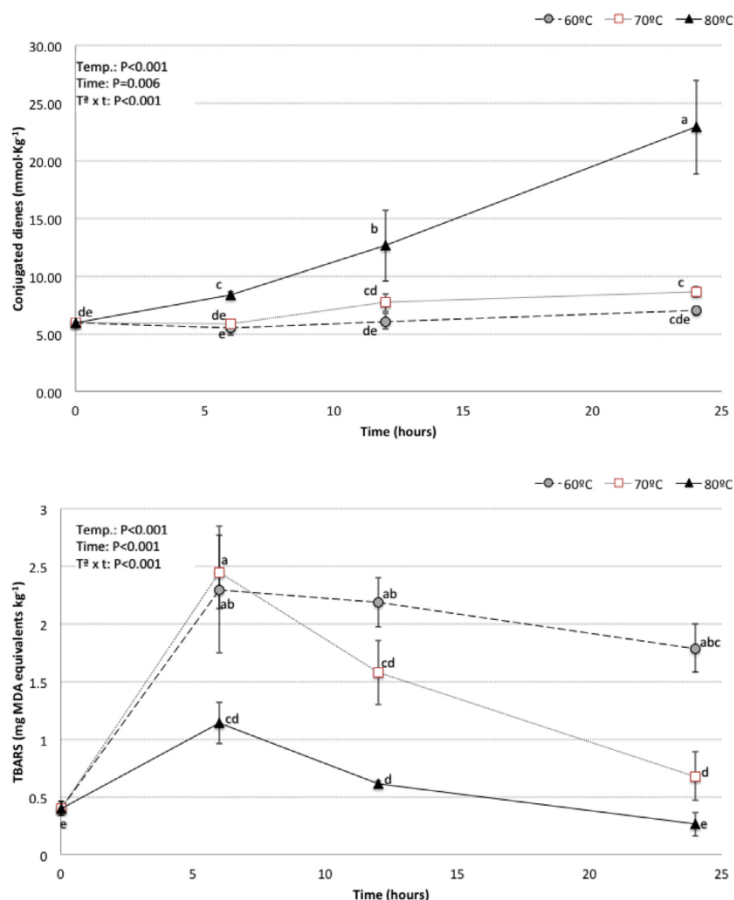 60ºC 70ºC 80ºC
30.00
Temp.: P<0.001
Time: P=0.006
Tª x t: P<0.001
25.00
a
20.00
15.00
b
10.00
c
cd
c
de
de
e
de
cde
5.00
0.00
0 5 10 15 20 25
Conjugated dienes (mmol·Kg⁻¹)
Time (hours)
60ºC 70ºC 80ºC
3
Temp.: P<0.001
Time: P<0.001
Tª x t: P<0.001
2.5
a
ab
ab
2
abc
1.5
cd
cd
1
d
0.5
d
e
e
0
0 5 10 15 20 25
TBARS (mg MDA equivalents kg⁻¹)
Time (hours)